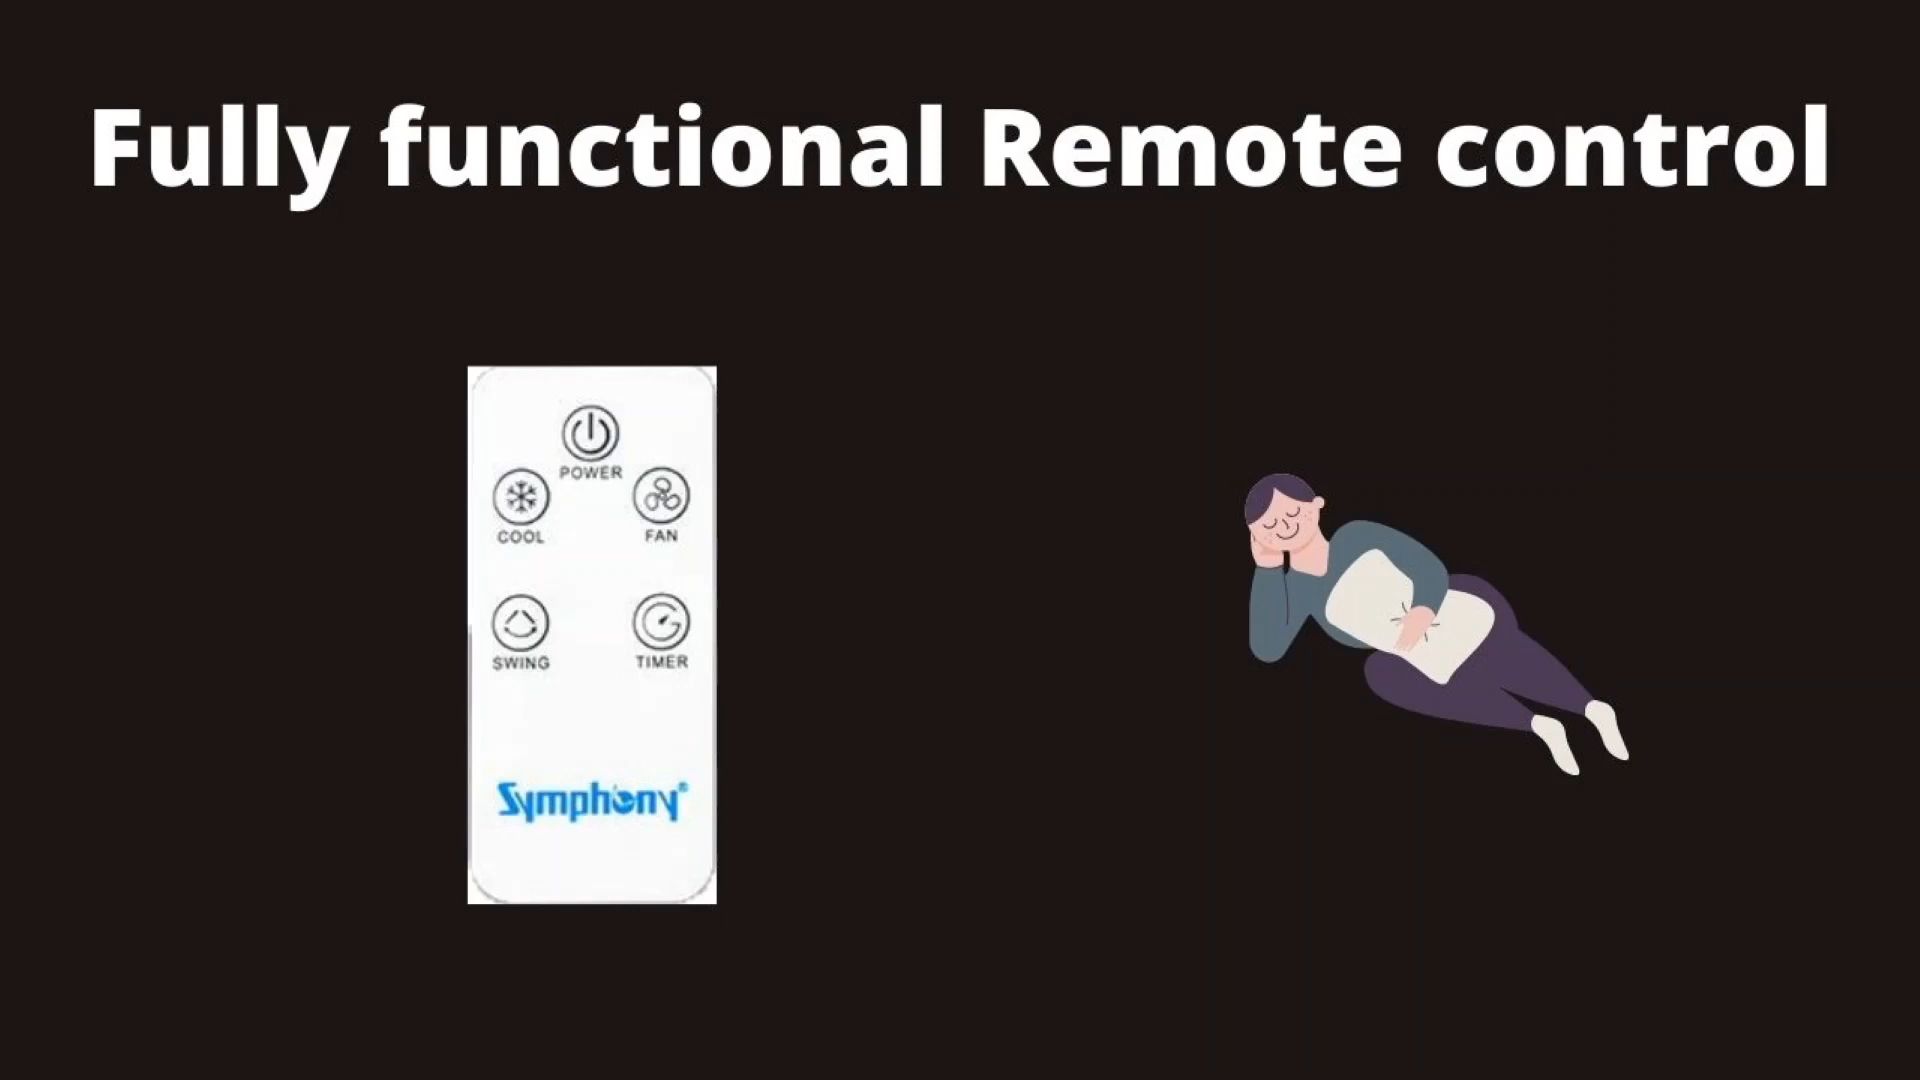 Fully functional Remote control
POWER
COOL FAN
SWING TIMER
Symphony®